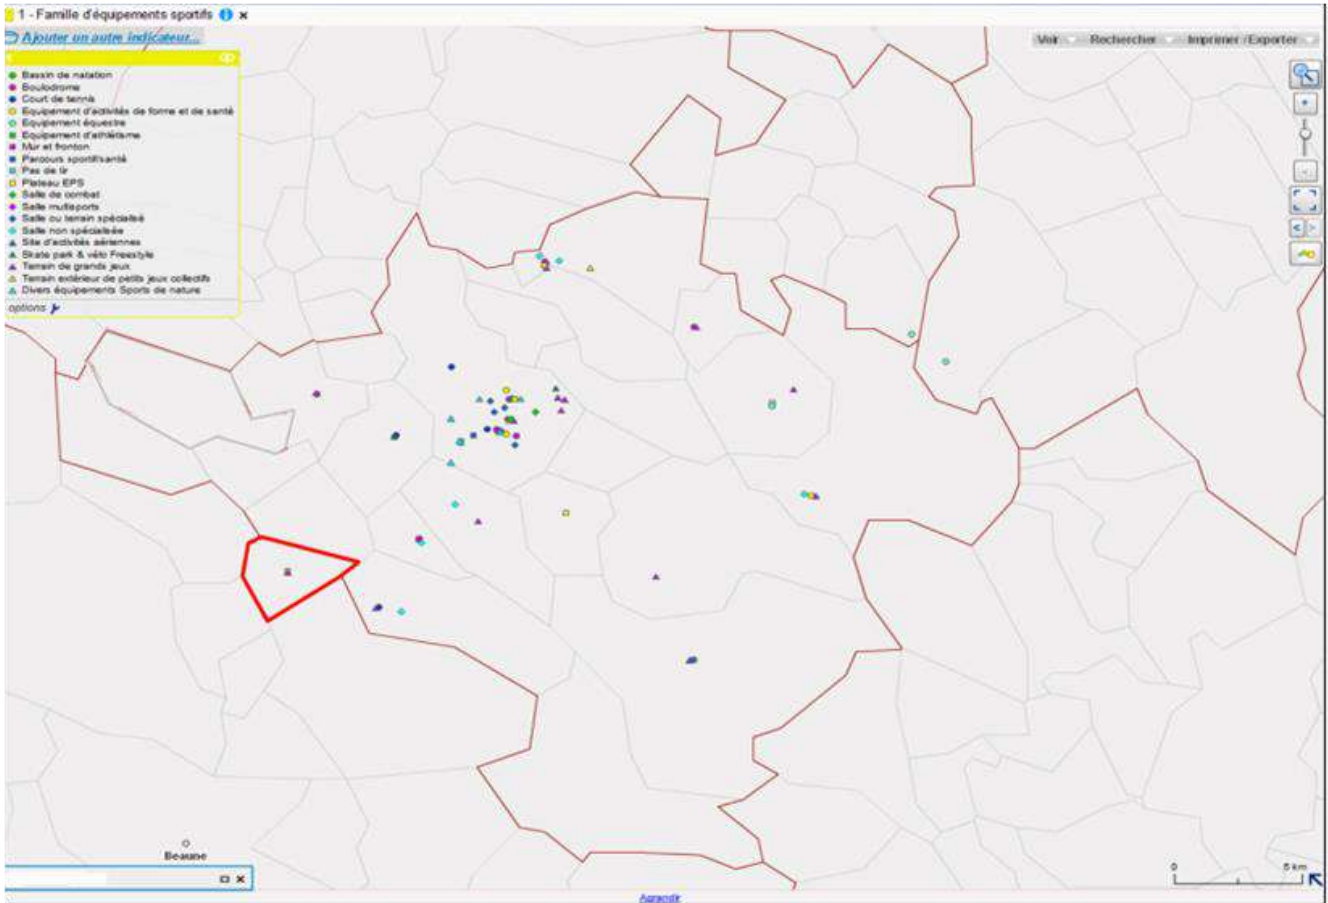 1 - Famille d'équipements sportifs i ×
Ajouter un autre indicateur...
Voir Rechercher Imprimer / Exporter
Bassin de natation
Boulodrome
Court de tennis
Equipement d'activités de forme et de santé
Equipement équestre
Equipement d'athlétisme
Mur et fronton
Parcours sportif/santé
Pas de tir
Plateau EPS
Salle de combat
Salle multisports
Salle ou terrain spécialisé
Salle non spécialisée
Site d'activités aériennes
Skate park & vélo Freestyle
Terrain de grands jeux
Terrain extérieur de petits jeux collectifs
Divers équipements Sports de nature
options
Beaune
0 5 km
Agrandir